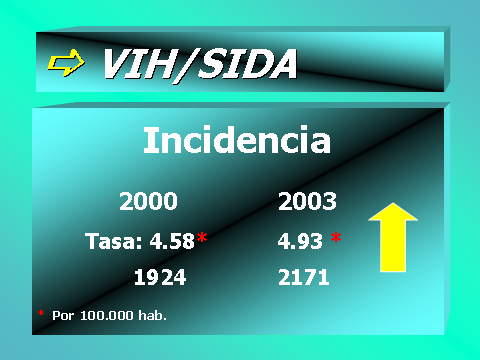 VIH/SIDA
Incidencia
2000 2003
Tasa: 4.58* 4.93 *
1924 2171
* Por 100.000 hab.